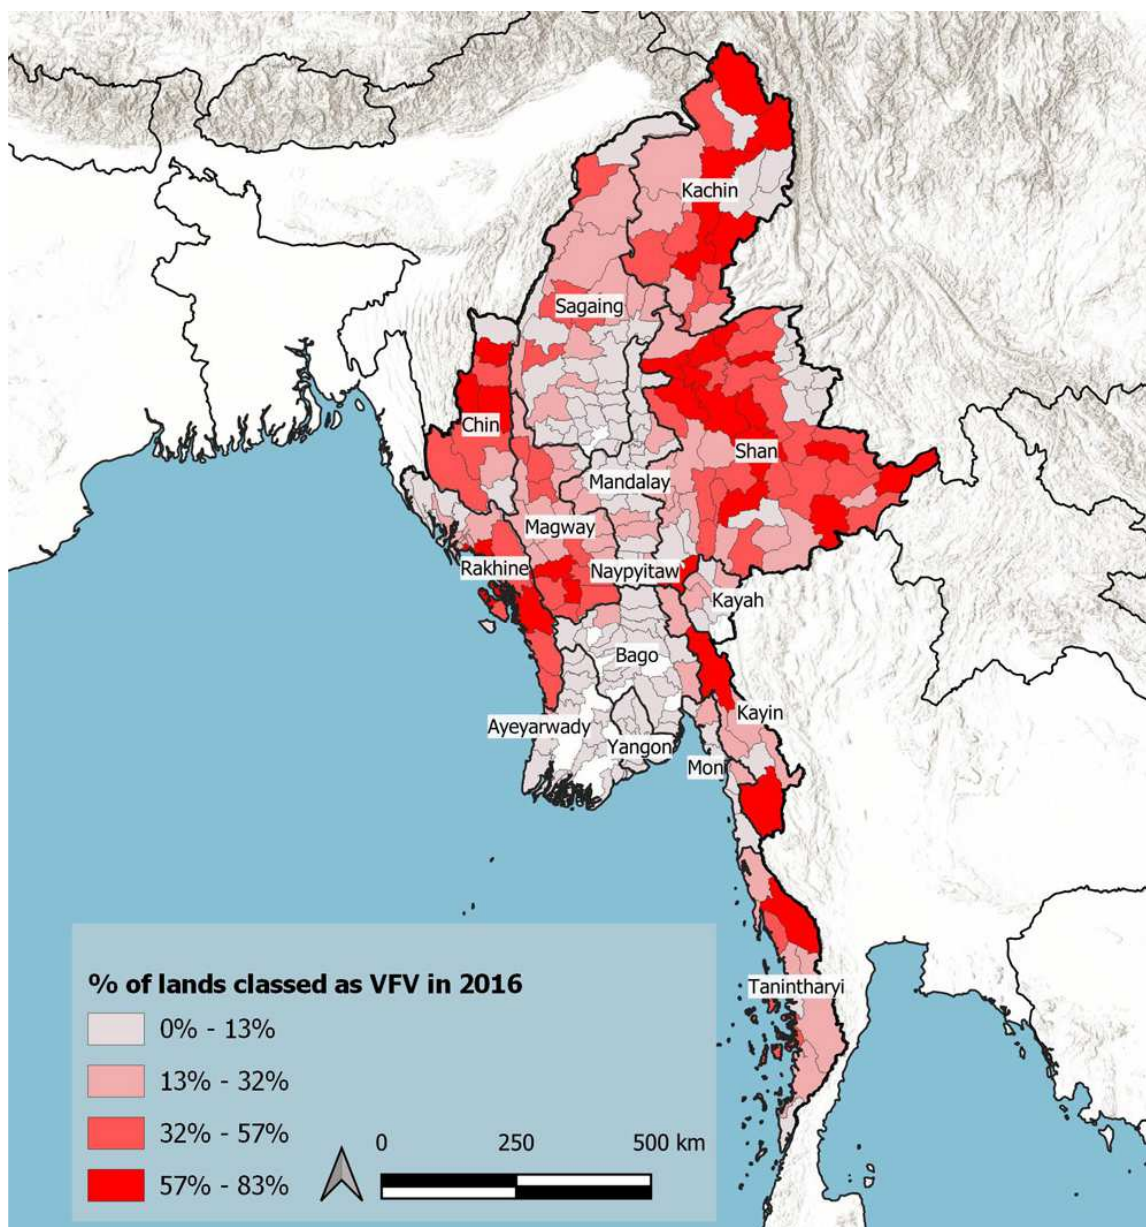 Kachin
Sagaing
Chin
Shan
Mandalay
Magway
Rakhine
Naypyitaw
Kayah
Bago
Ayeyarwady
Kayin
Yangon
Mon
Tanintharyi
% of lands classed as VFV in 2016
0% - 13%
13% - 32%
32% - 57%
57% - 83%
0 250 500 km